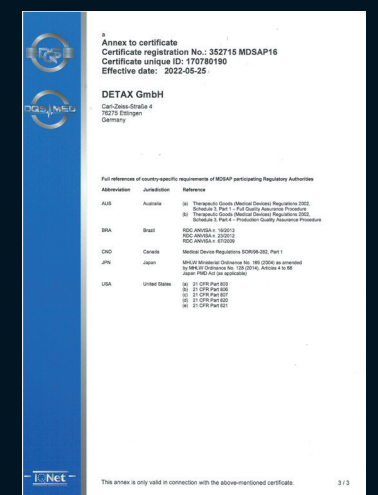 DQS
DQS MED
a
Annex to certificate
Certificate registration No.: 352715 MDSAP16
Certificate unique ID: 170780190
Effective date: 2022-05-25
DETAX GmbH
Carl-Zeiss-Straße 4
76275 Ettlingen
Germany
Full references of country-specific requirements of MDSAP participating Regulatory Authorities
Abbreviation Jurisdiction Reference
AUS Australia (a) Therapeutic Goods (Medical Devices) Regulations 2002,
Schedule 3, Part 1 – Full Quality Assurance Procedure
(b) Therapeutic Goods (Medical Devices) Regulations 2002,
Schedule 3, Part 4 – Production Quality Assurance Procedure
BRA Brazil RDC ANVISA n. 16/2013
RDC ANVISA n. 23/2012
RDC ANVISA n. 67/2009
CND Canada Medical Device Regulations SOR/98-282, Part 1
JPN Japan MHLW Ministerial Ordinance No. 169 (2004) as amended
by MHLW Ordinance No. 128 (2014), Articles 4 to 68
Japan PMD Act (as applicable)
USA United States (a) 21 CFR Part 803
(b) 21 CFR Part 806
(c) 21 CFR Part 807
(d) 21 CFR Part 820
(e) 21 CFR Part 821
IQNet
This annex is only valid in connection with the above-mentioned certificate. 3 / 3